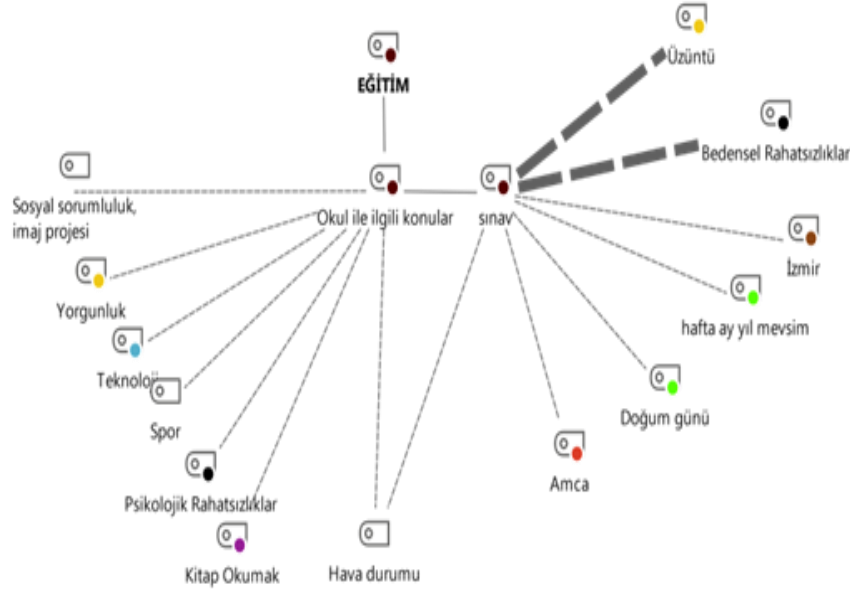 Üzüntü
EĞİTİM
Bedensel Rahatsızlıklar
Sosyal sorumluluk,
imaj projesi
Okul ile ilgili konular
sınav
İzmir
Yorgunluk
hafta ay yıl mevsim
Teknoloji
Spor
Doğum günü
Amca
Psikolojik Rahatsızlıklar
Kitap Okumak
Hava durumu